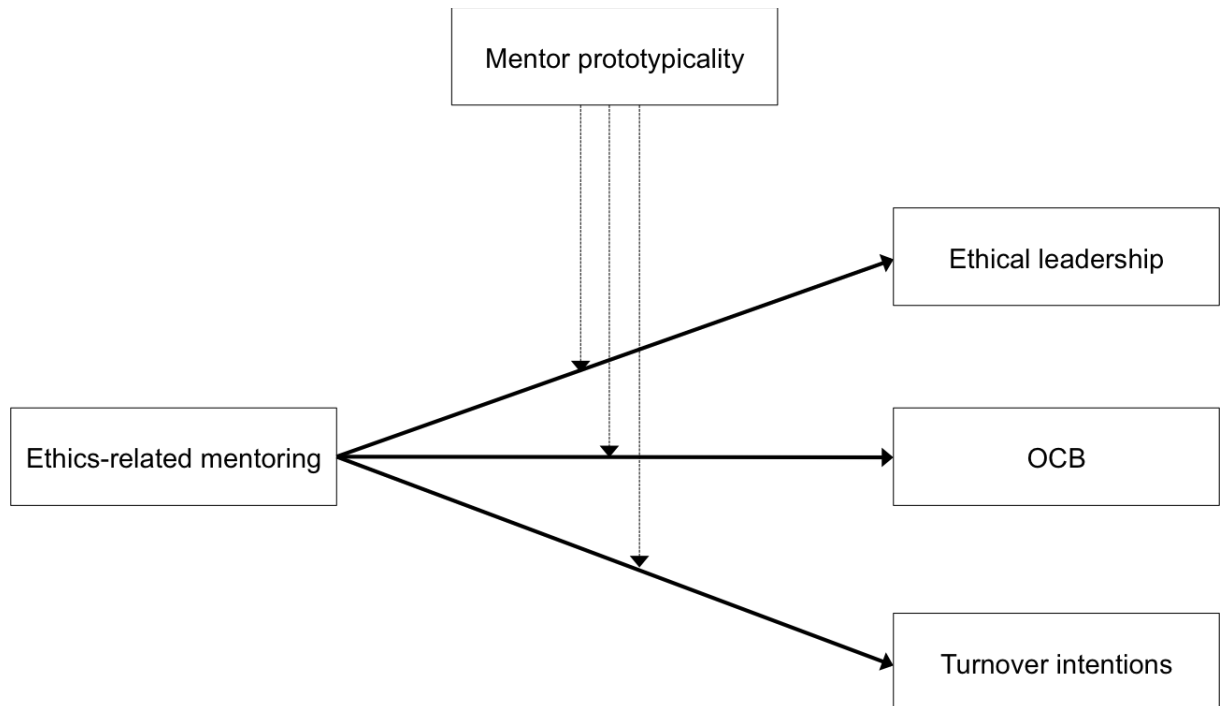 Mentor prototypicality
Ethical leadership
Ethics-related mentoring
OCB
Turnover intentions